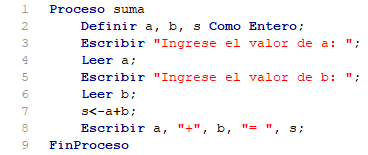 1 Proceso suma
2 Definir a, b, s Como Entero;
3 Escribir "Ingrese el valor de a: ";
4 Leer a;
5 Escribir "Ingrese el valor de b: ";
6 Leer b;
7 s<-a+b;
8 Escribir a, "+", b, "= ", s;
9 FinProceso